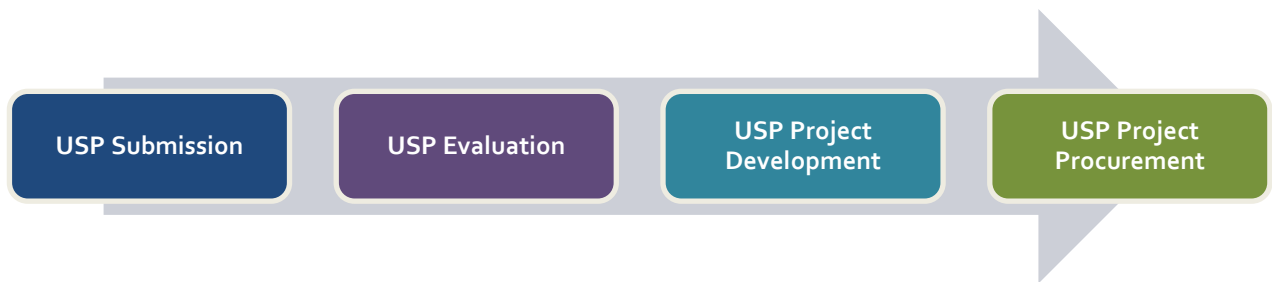 USP Submission
USP Evaluation
USP Project
Development
USP Project
Procurement